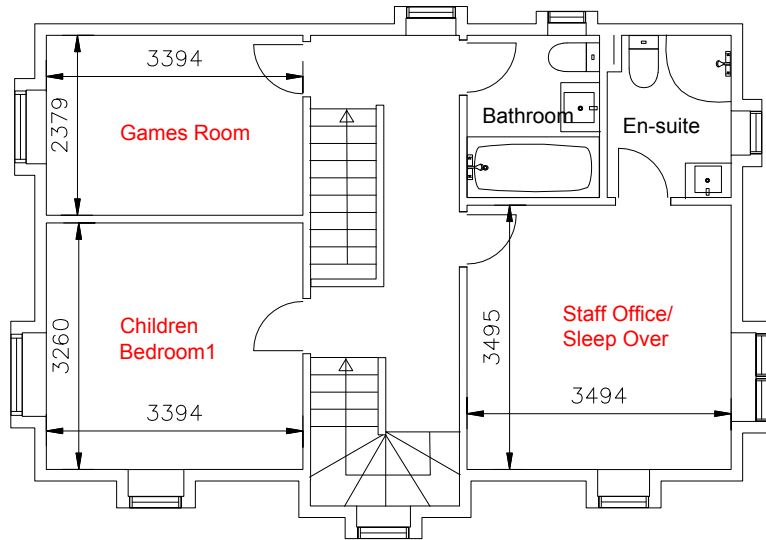 3394
2379
Games Room
Bathroom
En-suite
3260
Children
Bedroom1
3394
3495
Staff Office/
Sleep Over
3494